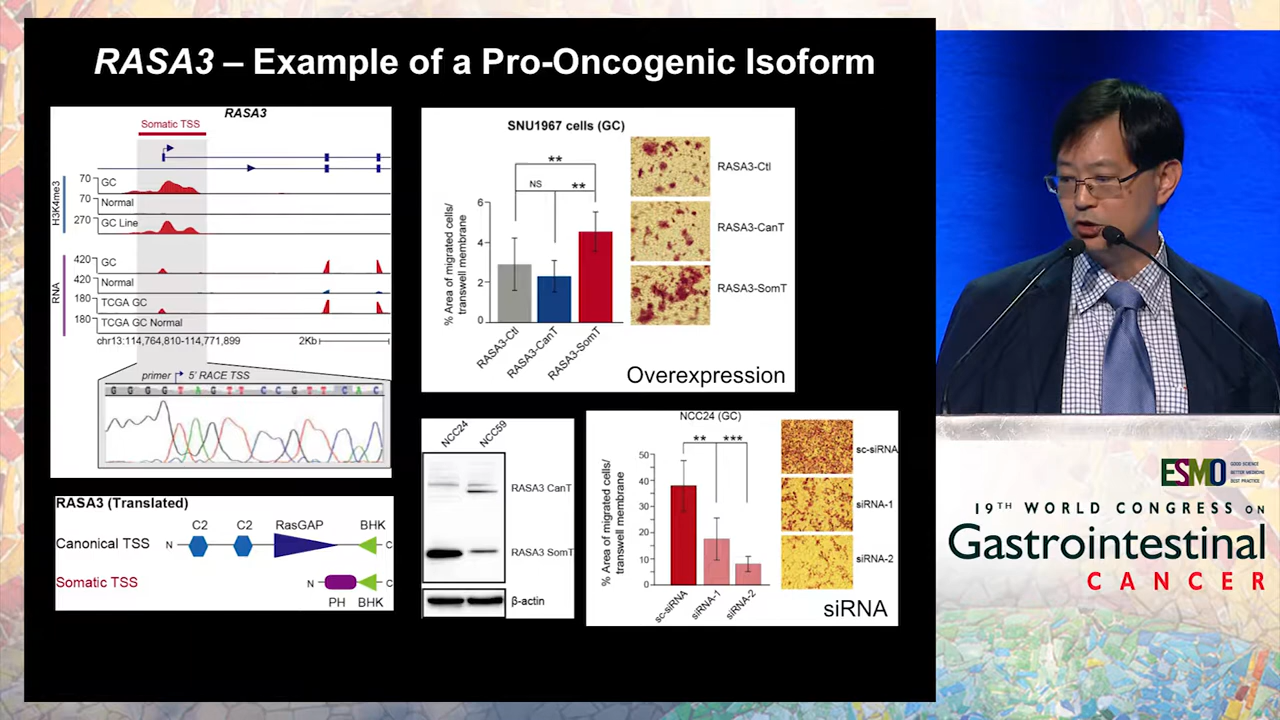 RASA3 – Example of a Pro-Oncogenic Isoform
RASA3
Somatic TSS
H3K4me3
70
GC
70
Normal
270
GC Line
RNA
420
GC
420
Normal
180
TCGA GC
180
TCGA GC Normal
chr13:114,764,810-114,771,899
2Kb
primer
5' RACE TSS
G G G G T A G T T C C G T T C A C
RASA3 (Translated)
C2 C2 RasGAP BHK
Canonical TSS N C
Somatic TSS N C
PH BHK
SNU1967 cells (GC)
**
NS **
% Area of migrated cells/
transwell membrane
6
4
2
0
RASA3-Ctl
RASA3-CanT
RASA3-SomT
RASA3-Ctl
RASA3-CanT
RASA3-SomT
Overexpression
NCC24
NCC59
RASA3 CanT
RASA3 SomT
β-actin
NCC24 (GC)
** ***
% Area of migrated cells/
transwell membrane
50
40
30
20
10
0
sc-siRNA
siRNA-1
siRNA-2
sc-siRNA
siRNA-1
siRNA-2
siRNA
ESMO
GOOD SCIENCE
BETTER MEDICINE
BEST PRACTICE
19TH WORLD CONGRESS ON
Gastrointestinal
CANCER